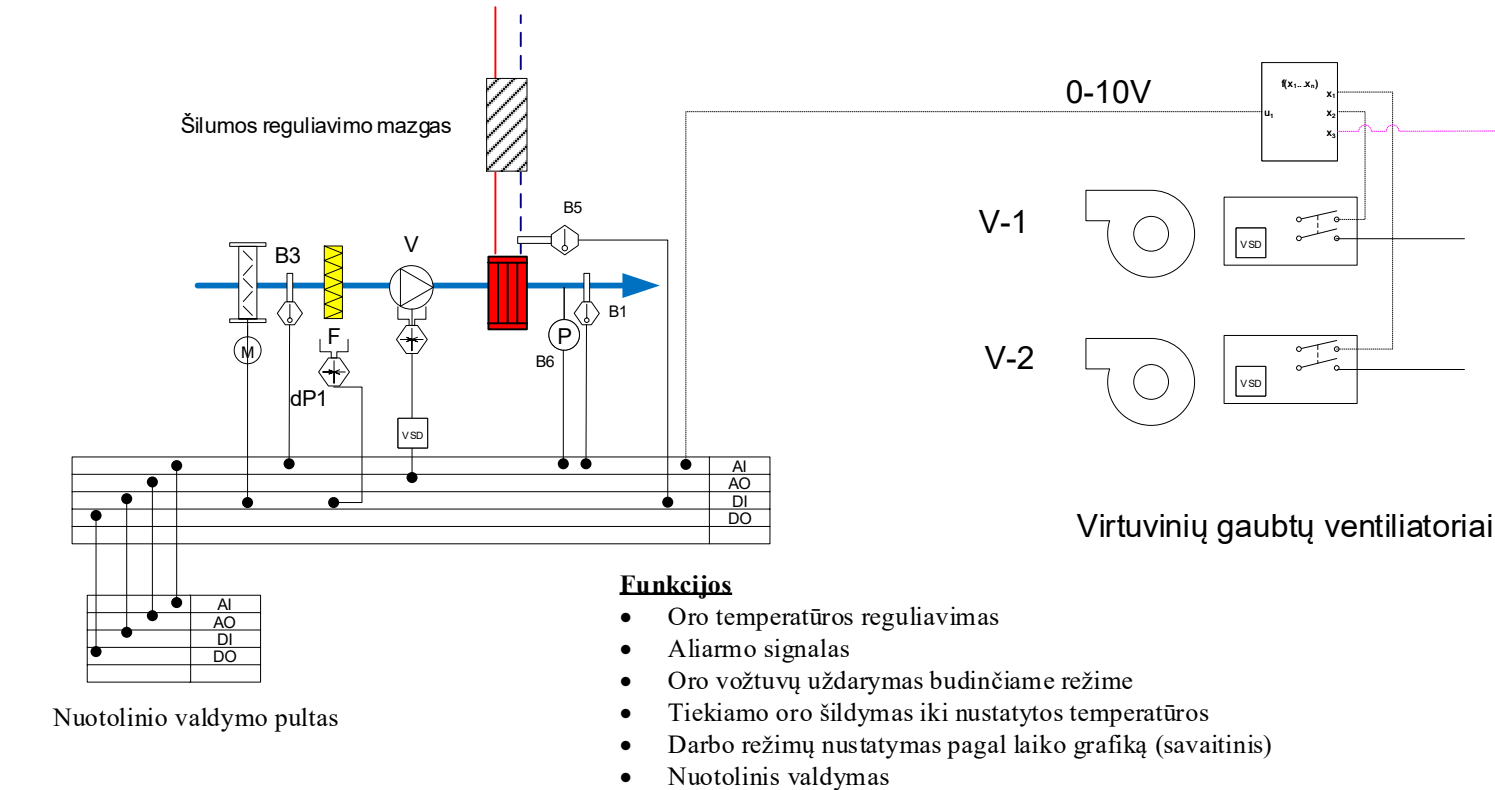 0-10V
f(x₁...xₙ)
x₁
u₁
x₂
x₃
Šilumos reguliavimo mazgas
B5
V-1
VSD
B3
V
B1
F
P
M
B6
V-2
VSD
dP1
VSD
AI
AO
DI
DO
Virtuvinių gaubtų ventiliatoriai
AI
AO
DI
DO
Nuotolinio valdymo pultas
Funkcijos
• Oro temperatūros reguliavimas
• Aliarmo signalas
• Oro vožtuvų uždarymas budinčiame režime
• Tiekiamo oro šildymas iki nustatytos temperatūros
• Darbo režimų nustatymas pagal laiko grafiką (savaitinis)
• Nuotolinis valdymas